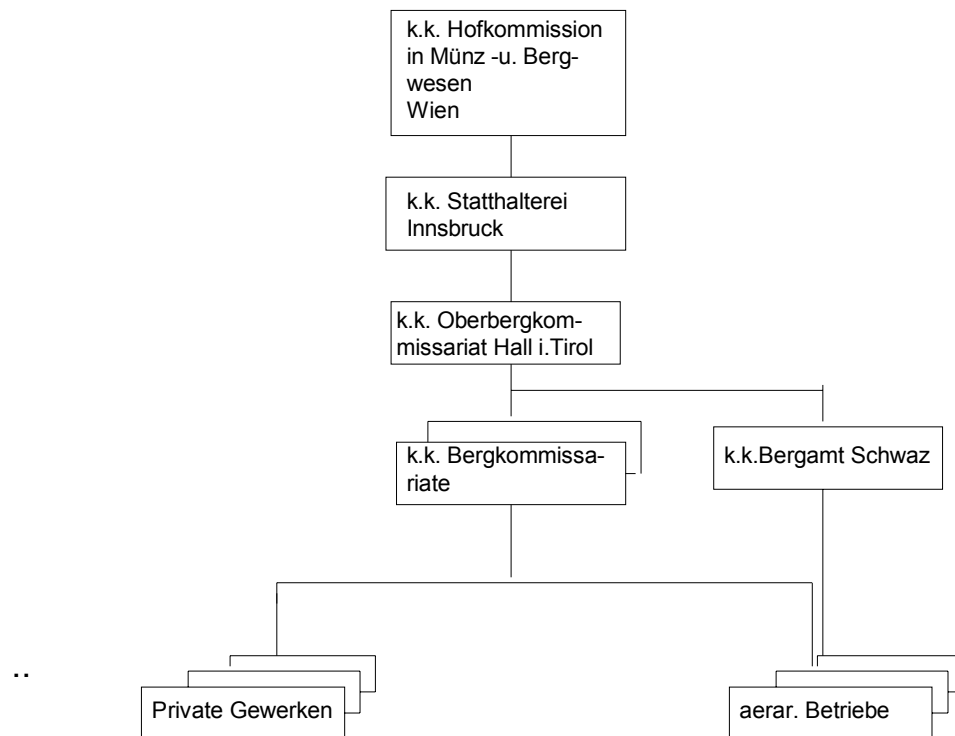 k.k. Hofkommission
in Münz -u. Berg-
wesen
Wien
k.k. Statthalterei
Innsbruck
k.k. Oberbergkom-
missariat Hall i.Tirol
k.k. Bergkommissa-
riate
k.k.Bergamt Schwaz
..
Private Gewerken
aerar. Betriebe